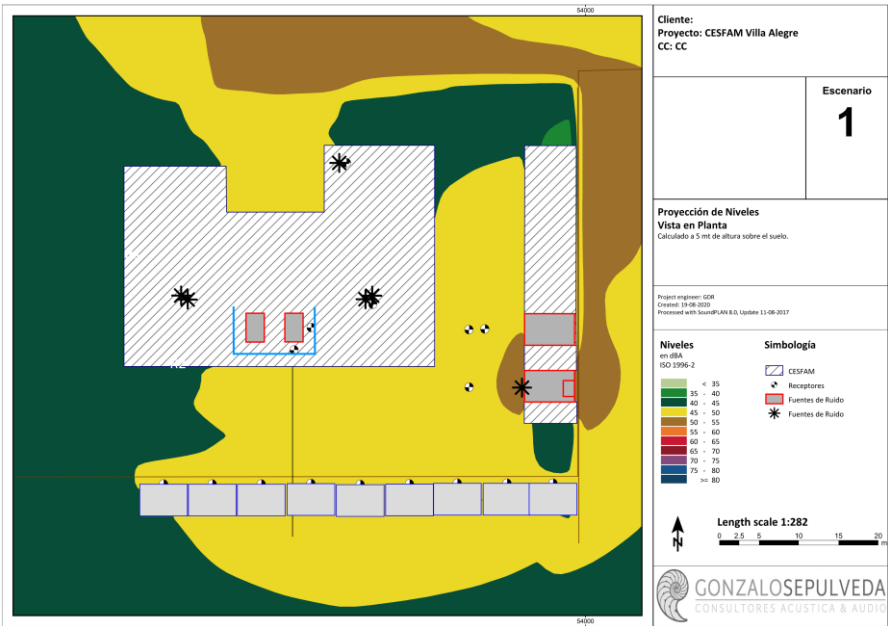 54000
Cliente:
Proyecto: CESFAM Villa Alegre
CC: CC
Escenario
1
Proyección de Niveles
Vista en Planta
Calculado a 5 mt de altura sobre el suelo.
Project engineer: GDR
Created: 19-08-2020
Processed with SoundPLAN 8.0, Update 11-08-2017
Niveles
en dBA
ISO 1996-2
< 35
35 - 40
40 - 45
45 - 50
50 - 55
55 - 60
60 - 65
65 - 70
70 - 75
75 - 80
>= 80
Simbología
CESFAM
Receptores
Fuentes de Ruido
Fuentes de Ruido
N
Length scale 1:282
0 2.5 5 10 15 20
m
GONZALOSEPULVEDA
CONSULTORES ACUSTICA & AUDIO
54000